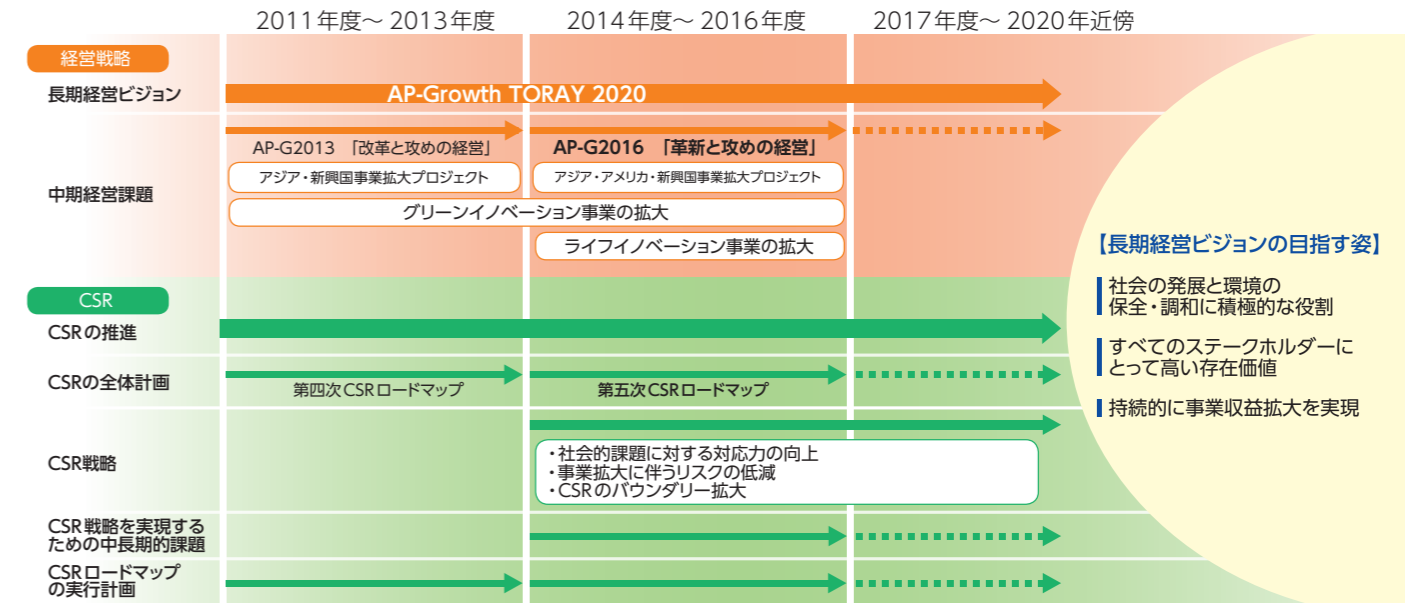 2011年度～2013年度
2014年度～2016年度
2017年度～2020年近傍
経営戦略
長期経営ビジョン
AP-Growth TORAY 2020
中期経営課題
AP-G2013 「改革と攻めの経営」
AP-G2016 「革新と攻めの経営」
アジア・新興国事業拡大プロジェクト
アジア・アメリカ・新興国事業拡大プロジェクト
グリーンイノベーション事業の拡大
ライフイノベーション事業の拡大
CSR
CSRの推進
CSRの全体計画
第四次CSRロードマップ
第五次CSRロードマップ
CSR戦略
・社会的課題に対する対応力の向上
・事業拡大に伴うリスクの低減
・CSRのバウンダリー拡大
CSR戦略を実現する
ための中長期的課題
CSRロードマップ
の実行計画
【長期経営ビジョンの目指す姿】
社会の発展と環境の
保全・調和に積極的な役割
すべてのステークホルダーに
とって高い存在価値
持続的に事業収益拡大を実現